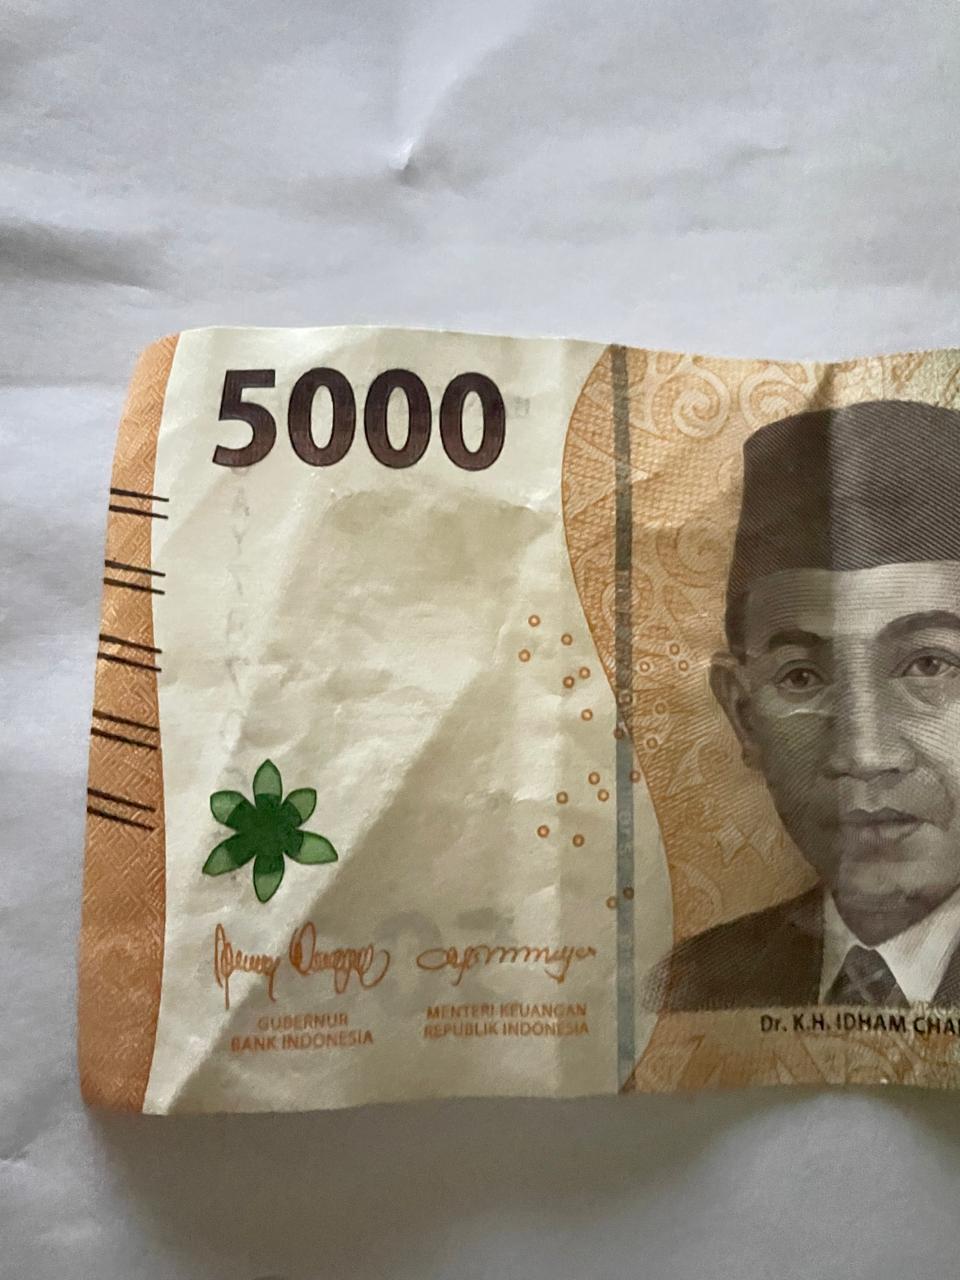 5000
GUBERNUR
BANK INDONESIA
MENTERI KEUANGAN
REPUBLIK INDONESIA
Dr. K.H. IDHAM CHA